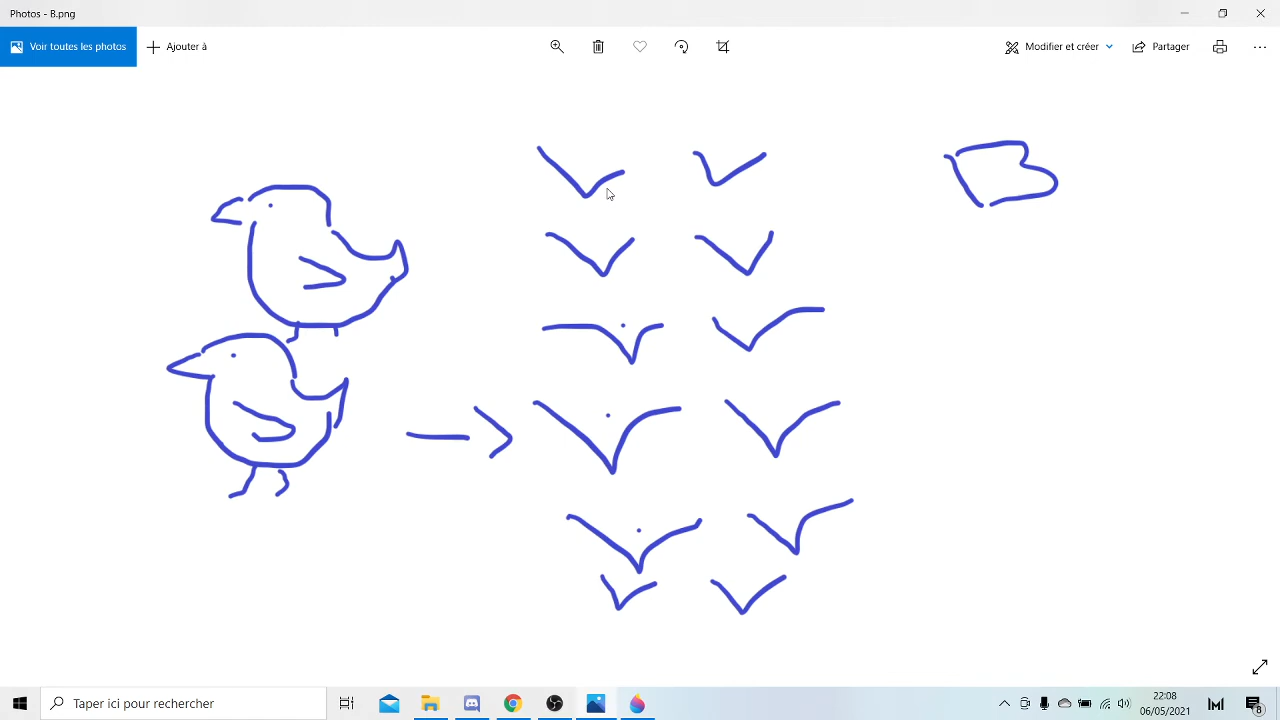 Photos - B.png
Voir toutes les photos
Ajouter à
Modifier et créer
Partager
B
Taper ici pour rechercher
22:08
06/05/2021
8